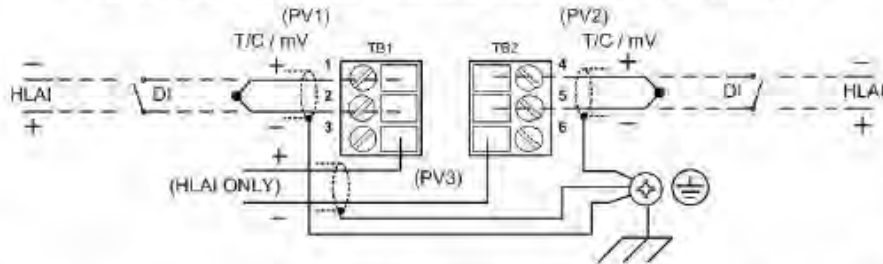 (PV1) (PV2)
T/C / mV TB1 TB2 T/C / mV
− + 1 4 + −
HLAI DI 2 5 DI HLAI
+ − 3 6 − +
+
(HLAI ONLY) (PV3)
−